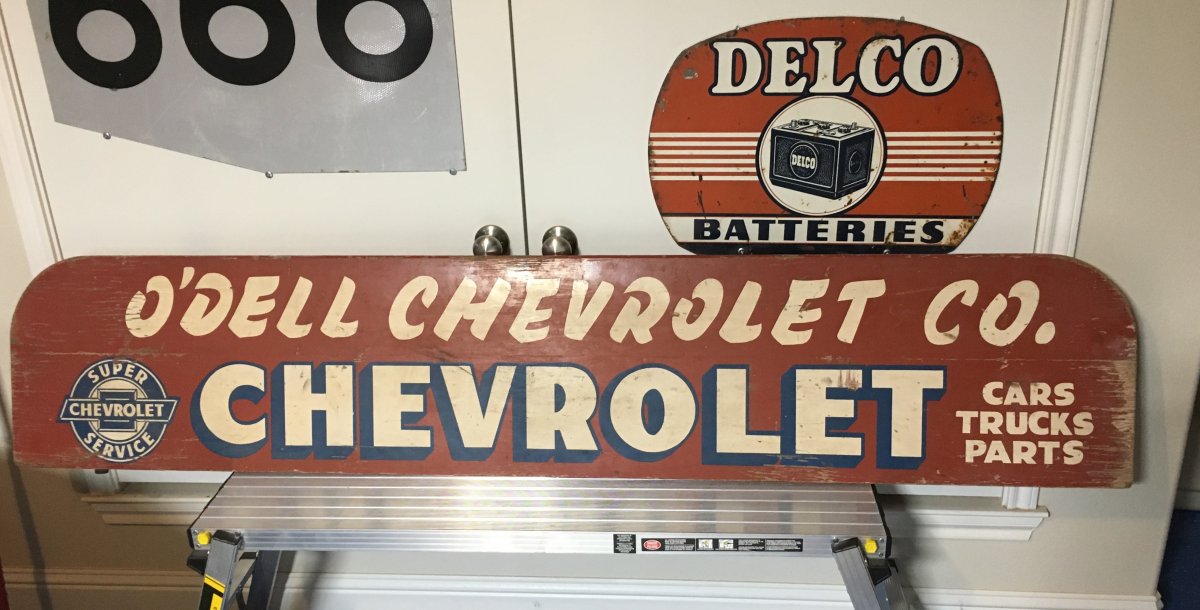 666
DELCO
DELCO
BATTERIES
O'DELL CHEVROLET CO.
SUPER
CHEVROLET
SERVICE
CHEVROLET
CARS
TRUCKS
PARTS